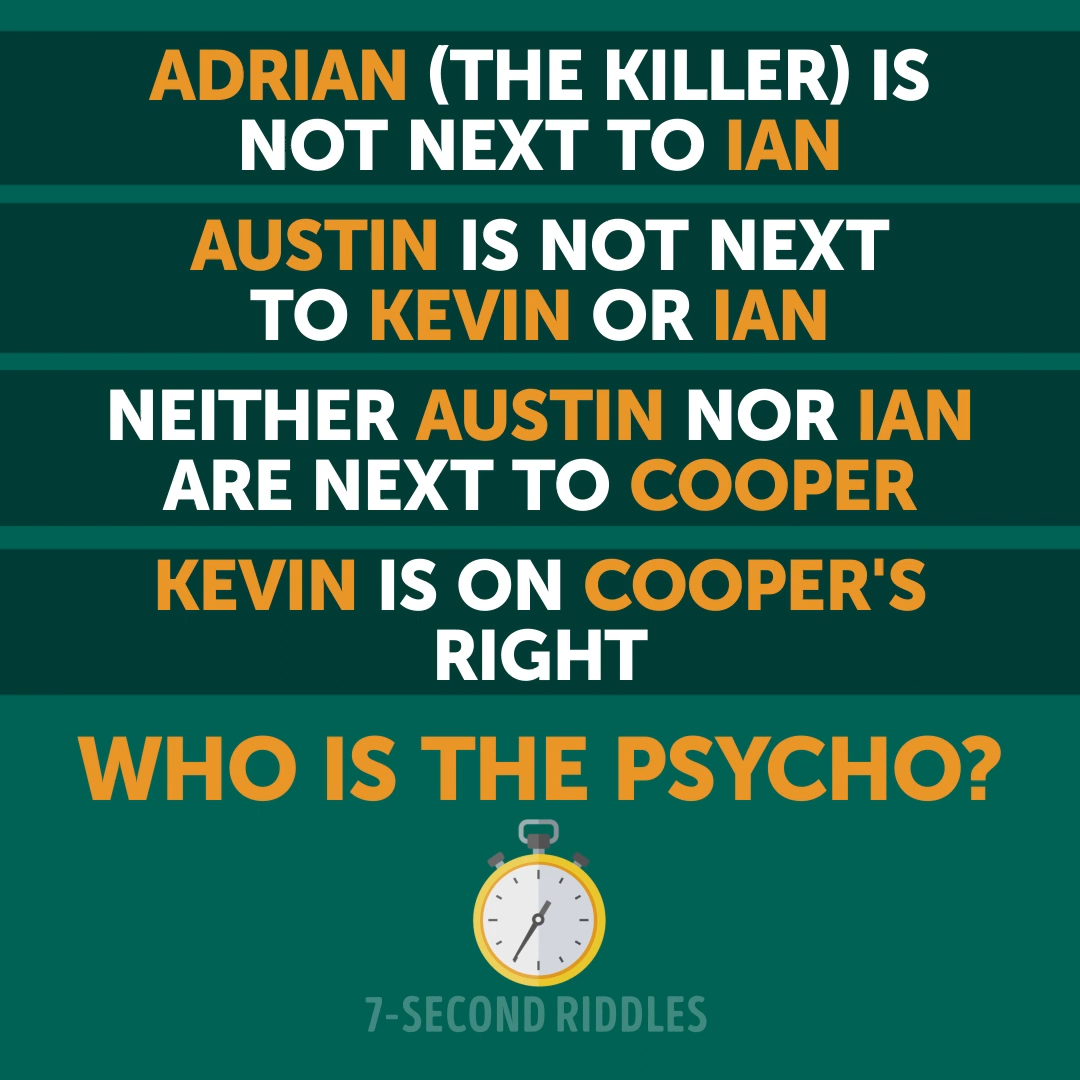 ADRIAN (THE KILLER) IS
NOT NEXT TO IAN
AUSTIN IS NOT NEXT
TO KEVIN OR IAN
NEITHER AUSTIN NOR IAN
ARE NEXT TO COOPER
KEVIN IS ON COOPER'S
RIGHT
WHO IS THE PSYCHO?
7-SECOND RIDDLES